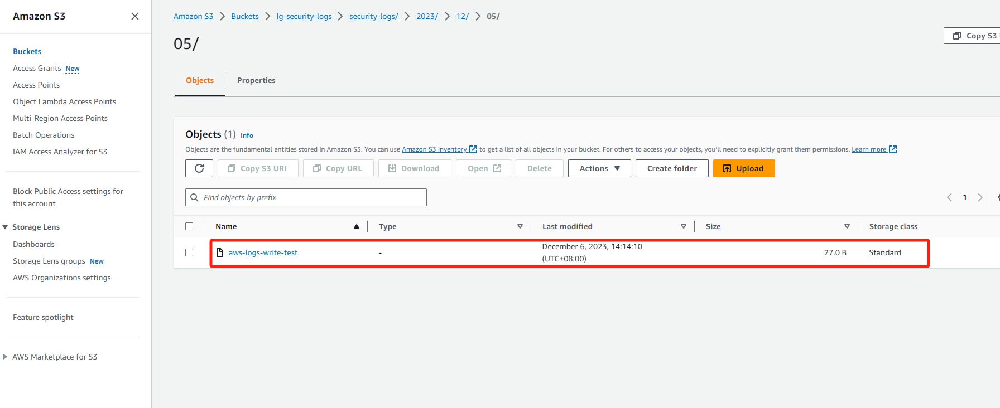 Amazon S3
Buckets
Access Grants New
Access Points
Object Lambda Access Points
Multi-Region Access Points
Batch Operations
IAM Access Analyzer for S3
Block Public Access settings for
this account
Storage Lens
Dashboards
Storage Lens groups New
AWS Organizations settings
Feature spotlight
AWS Marketplace for S3
Amazon S3 Buckets lg-security-logs security-logs/ 2023/ 12/ 05/
05/
Copy S3
Objects Properties
Objects (1) Info
Objects are the fundamental entities stored in Amazon S3. You can use Amazon S3 inventory to get a list of all objects in your bucket. For others to access your objects, you'll need to explicitly grant them permissions. Learn more
Copy S3 URI Copy URL Download Open Delete Actions Create folder Upload
Find objects by prefix
1
Name Type Last modified Size Storage class
aws-logs-write-test - December 6, 2023, 14:14:10 (UTC+08:00) 27.0 B Standard